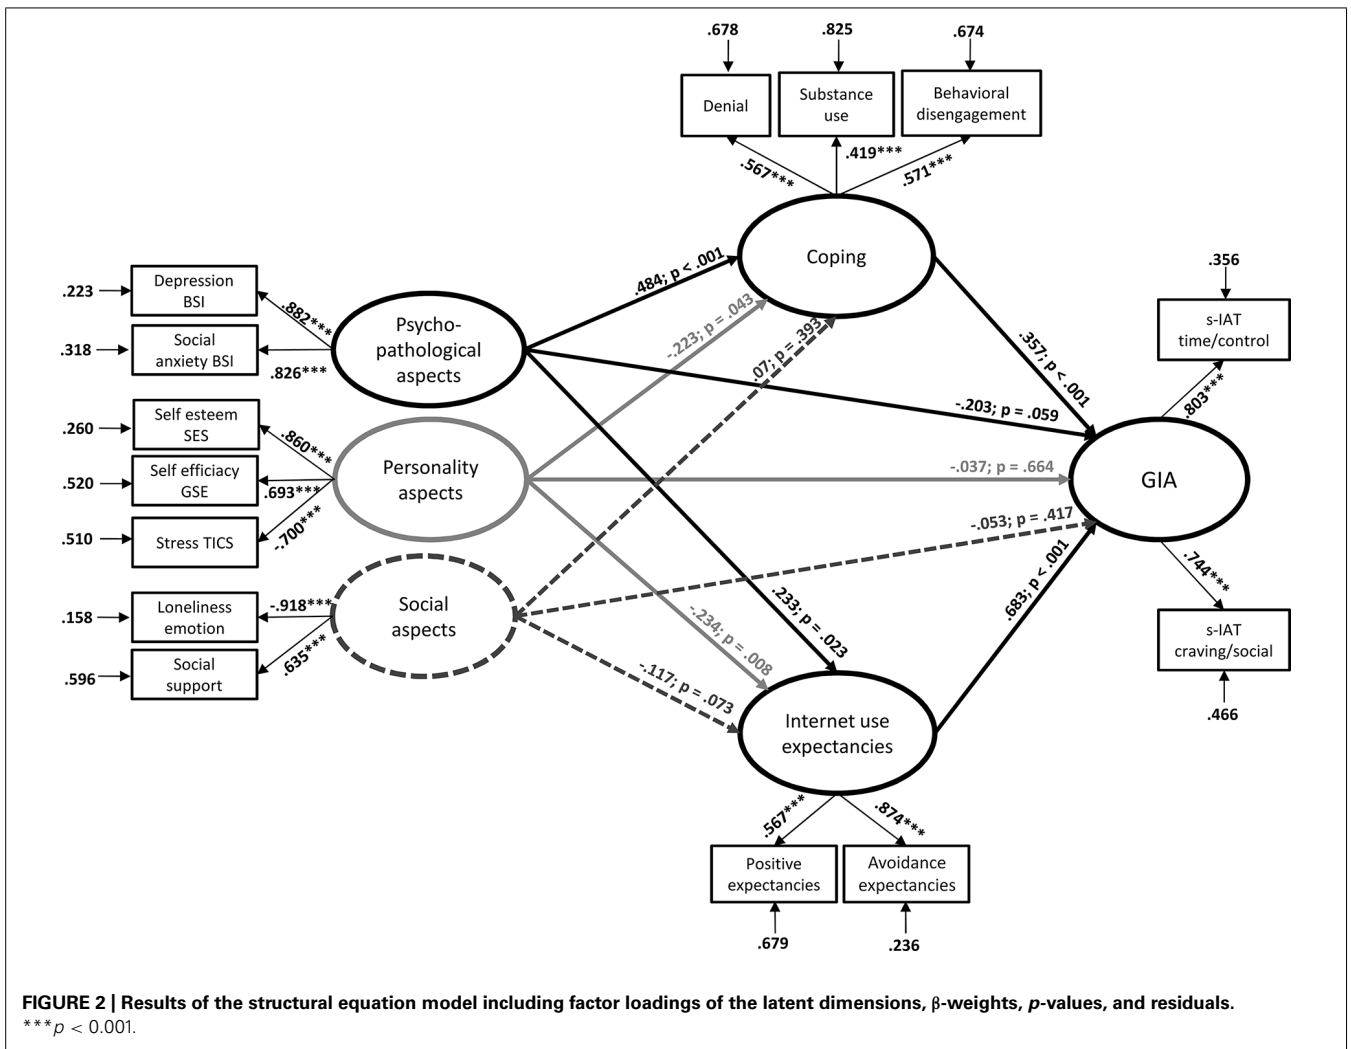 .678
.825
.674
Denial
Substance
use
Behavioral
disengagement
.567***
.419***
.571***
Coping
.484; p < .001
-.223; p = .043
.07; p = .393
.357; p < .001
.356
s-IAT
time/control
.803***
.223
Depression
BSI
.882***
.318
Social
anxiety BSI
.826***
Psycho-
pathological
aspects
-.203; p = .059
.260
Self esteem
SES
.860***
.520
Self efficiacy
GSE
.693***
.510
Stress TICS
-.700***
Personality
aspects
-.037; p = .664
GIA
-.053; p = .417
.744***
.158
Loneliness
emotion
-.918***
.596
Social
support
.635***
Social
aspects
.233; p = .023
-.234; p = .008
-.117; p = .073
.683; p < .001
s-IAT
craving/social
.466
Internet use
expectancies
.567***
.874***
Positive
expectancies
Avoidance
expectancies
.679
.236
FIGURE 2 | Results of the structural equation model including factor loadings of the latent dimensions, β-weights, p-values, and residuals.
***p < 0.001.